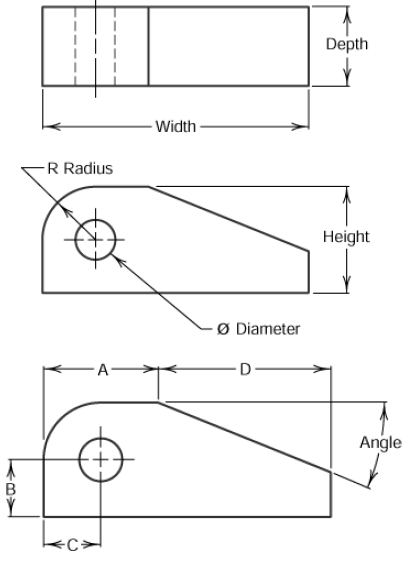 Depth
Width
R Radius
Height
Ø Diameter
A
D
Angle
B
C